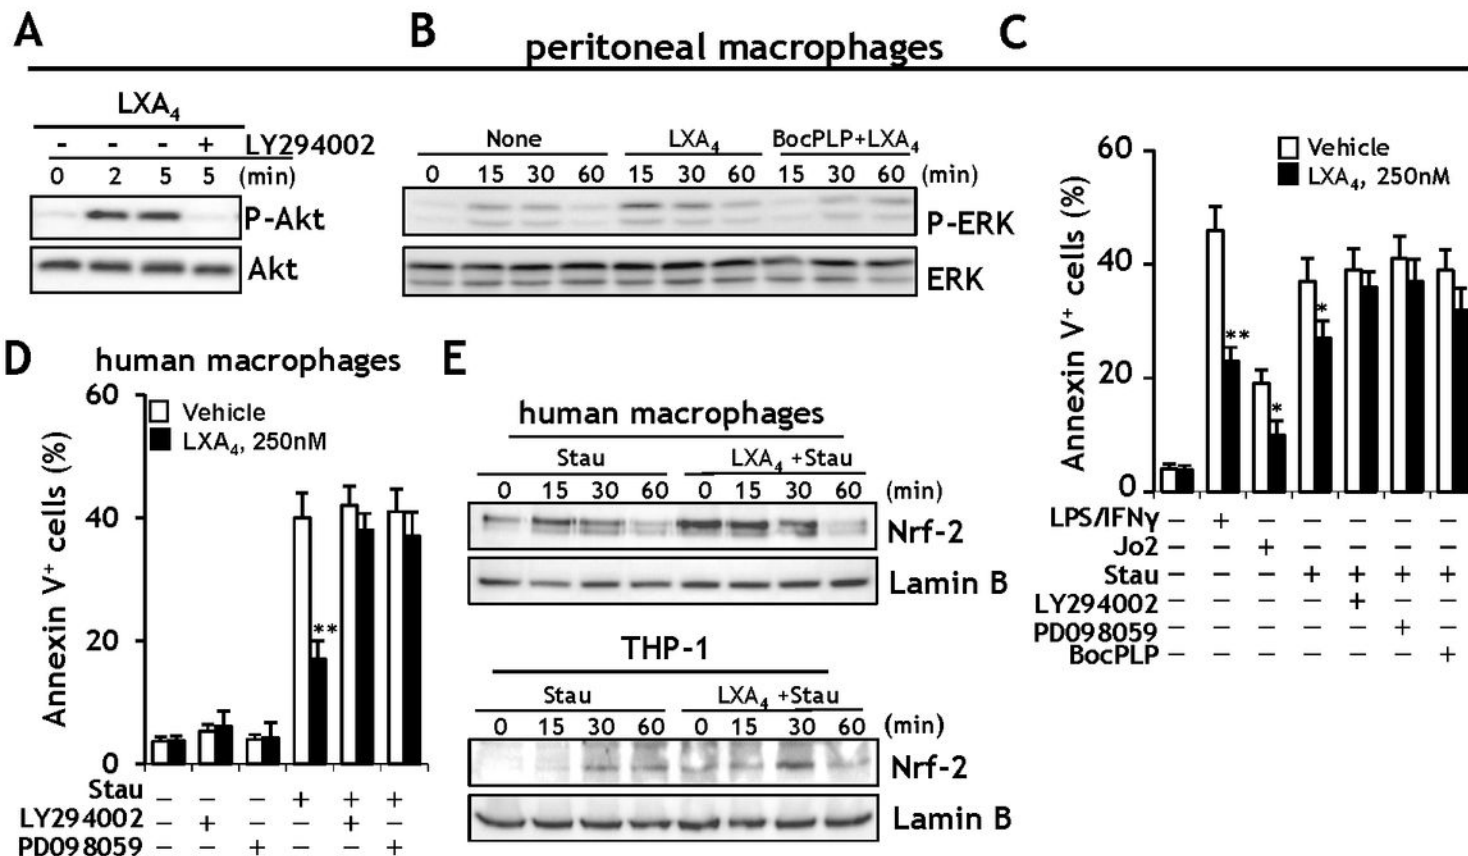 A
B
peritoneal macrophages
C
LXA4
- - - + LY294002
0 2 5 5 (min)
P-Akt
Akt
None LXA4 BocPLP+LXA4
0 15 30 60 15 30 60 15 30 60 (min)
P-ERK
ERK
Vehicle
LXA4, 250nM
Annexin V+ cells (%)
60
40
20
0
** * *
LPS/IFNγ − + − − − − −
Jo2 − − + − − − −
Stau − − − + + + +
LY294002 − − − − + − −
PD098059 − − − − − + −
BocPLP − − − − − − +
D
human macrophages
Vehicle
LXA4, 250nM
Annexin V+ cells (%)
60
40
20
0
**
Stau − − − + + +
LY294002 − + − − + −
PD098059 − − + − − +
E
human macrophages
Stau LXA4 +Stau
0 15 30 60 0 15 30 60 (min)
Nrf-2
Lamin B
THP-1
Stau LXA4 +Stau
0 15 30 60 0 15 30 60 (min)
Nrf-2
Lamin B